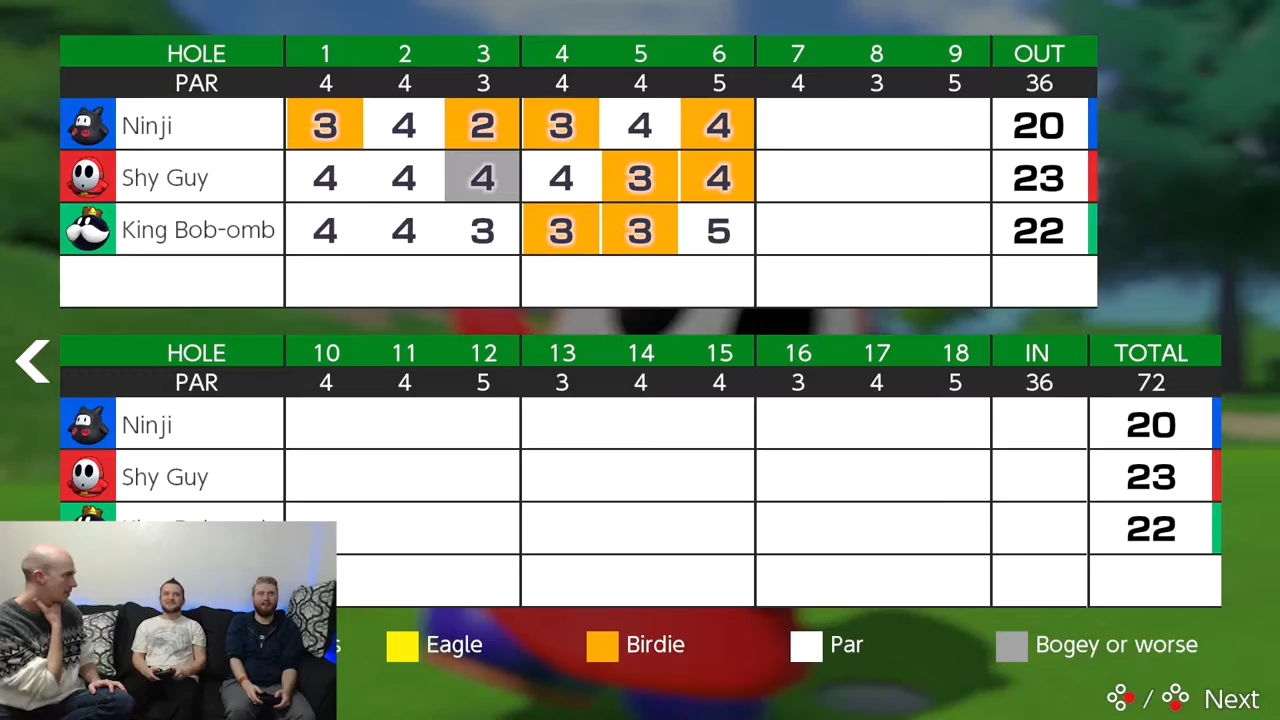 HOLE 1 2 3 4 5 6 7 8 9 OUT
PAR 4 4 3 4 4 5 4 3 5 36
Ninji 3 4 2 3 4 4 20
Shy Guy 4 4 4 4 3 4 23
King Bob-omb 4 4 3 3 3 5 22
HOLE 10 11 12 13 14 15 16 17 18 IN TOTAL
PAR 4 4 5 3 4 4 3 4 5 36 72
Ninji 20
Shy Guy 23
22
Eagle Birdie Par Bogey or worse
/ Next